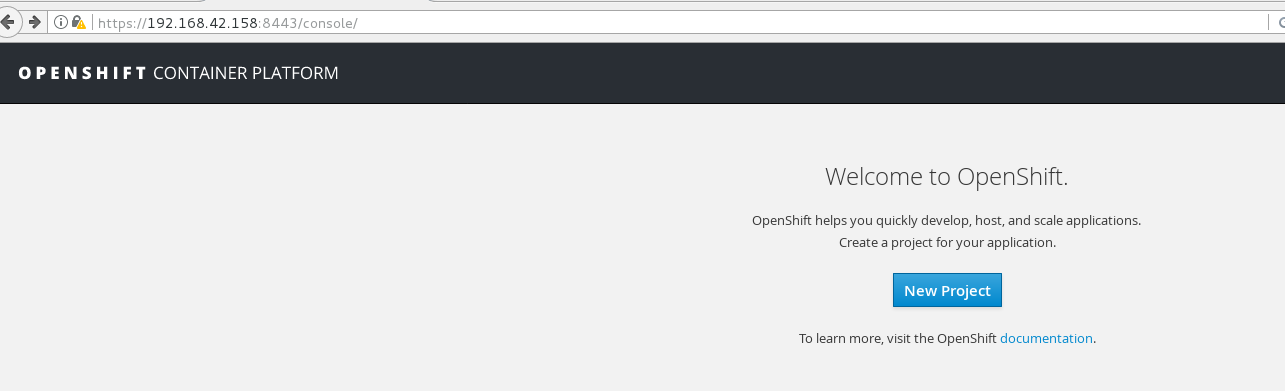 https://192.168.42.158:8443/console/
OPENSHIFT CONTAINER PLATFORM
Welcome to OpenShift.
OpenShift helps you quickly develop, host, and scale applications.
Create a project for your application.
New Project
To learn more, visit the OpenShift documentation.